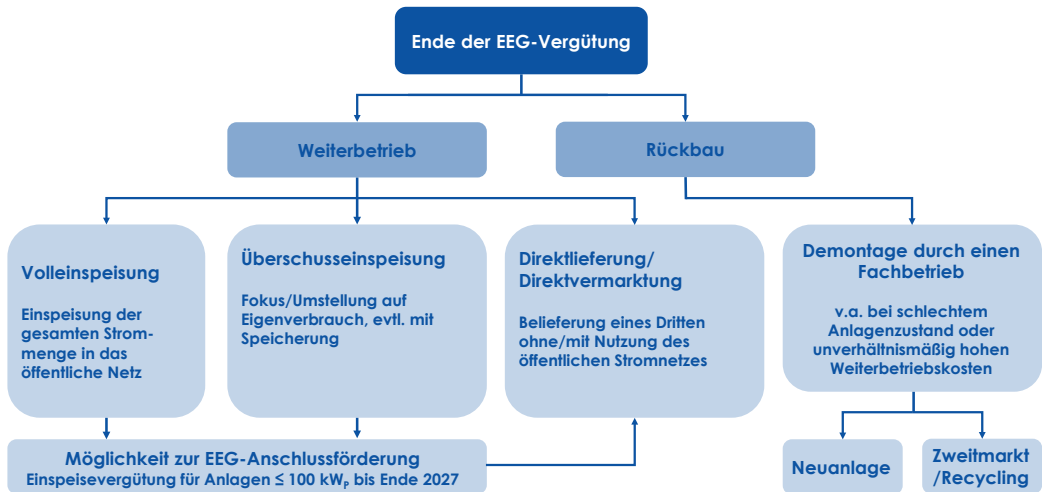 Ende der EEG-Vergütung
Weiterbetrieb
Rückbau
Volleinspeisung
Einspeisung der
gesamten Strom-
menge in das
öffentliche Netz
Überschusseinspeisung
Fokus/Umstellung auf
Eigenverbrauch, evtl. mit
Speicherung
Direktlieferung/
Direktvermarktung
Belieferung eines Dritten
ohne/mit Nutzung des
öffentlichen Stromnetzes
Demontage durch einen
Fachbetrieb
v.a. bei schlechtem
Anlagenzustand oder
unverhältnismäßig hohen
Weiterbetriebskosten
Möglichkeit zur EEG-Anschlussförderung
Einspeisevergütung für Anlagen ≤ 100 kWₚ bis Ende 2027
Neuanlage
Zweitmarkt
/Recycling